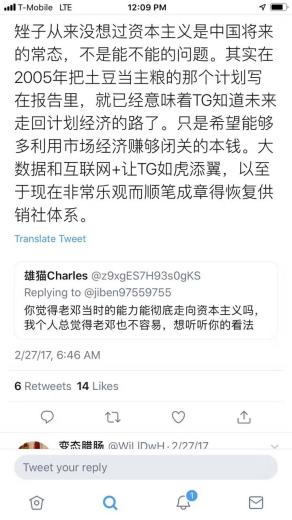 T-Mobile LTE 12:09 PM
矬子从来没想过资本主义是中国将来
的常态，不是能不能的问题。其实在
2005年把土豆当主粮的那个计划写
在报告里，就已经意味着TG知道未来
走回计划经济的路了。只是希望能够
多利用市场经济赚够闭关的本钱。大
数据和互联网+让TG如虎添翼，以至
于现在非常乐观而顺笔成章得恢复供
销社体系。
Translate Tweet
雄猫Charles @z9xgES7H93s0gKS
Replying to @jiben97559755
你觉得老邓当时的能力能彻底走向资本主义吗，
我个人总觉得老邓也不容易，想听听你的看法
2/27/17, 6:46 AM
6 Retweets 14 Likes
变态腊肠 @WiLlDwH · 2/27/17
Tweet your reply
1